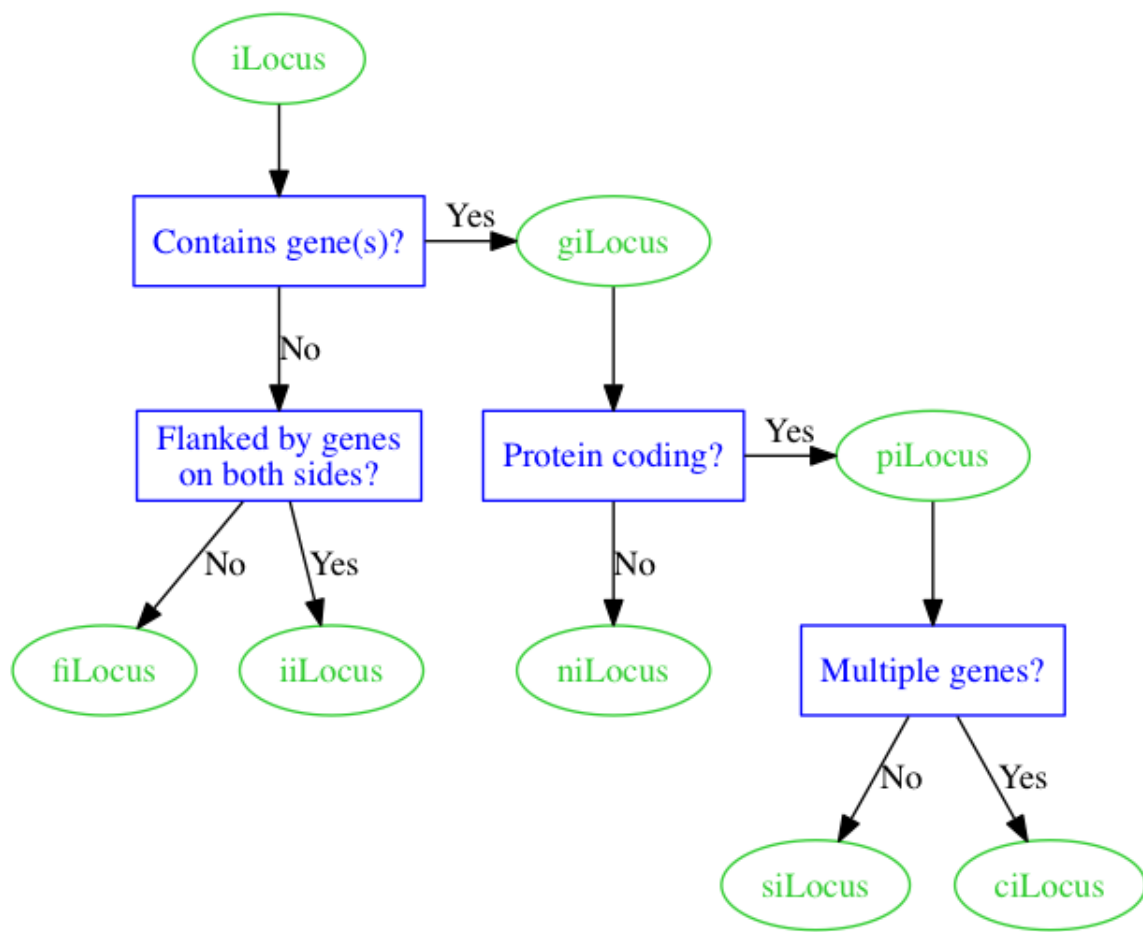 iLocus
Contains gene(s)?
Yes
giLocus
No
Flanked by genes
on both sides?
Protein coding?
Yes
piLocus
No
Yes
No
fiLocus
iiLocus
niLocus
Multiple genes?
No
Yes
siLocus
ciLocus